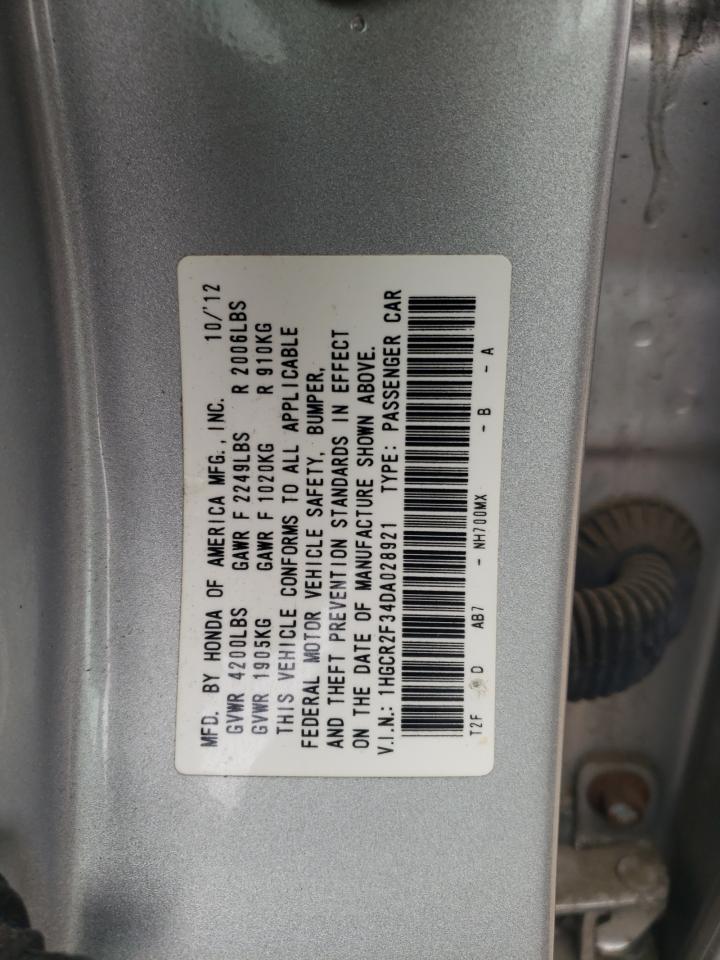 MFD. BY HONDA OF AMERICA MFG., INC. 10/'12
GVWR 4200LBS GAWR F 2249LBS R 2006LBS
GVWR 1905KG GAWR F 1020KG R 910KG
THIS VEHICLE CONFORMS TO ALL APPLICABLE
FEDERAL MOTOR VEHICLE SAFETY, BUMPER,
AND THEFT PREVENTION STANDARDS IN EFFECT
ON THE DATE OF MANUFACTURE SHOWN ABOVE.
V.I.N.: 1HGCR2F34DA028921 TYPE: PASSENGER CAR
T2F D AB7 - NH700MX - B - A